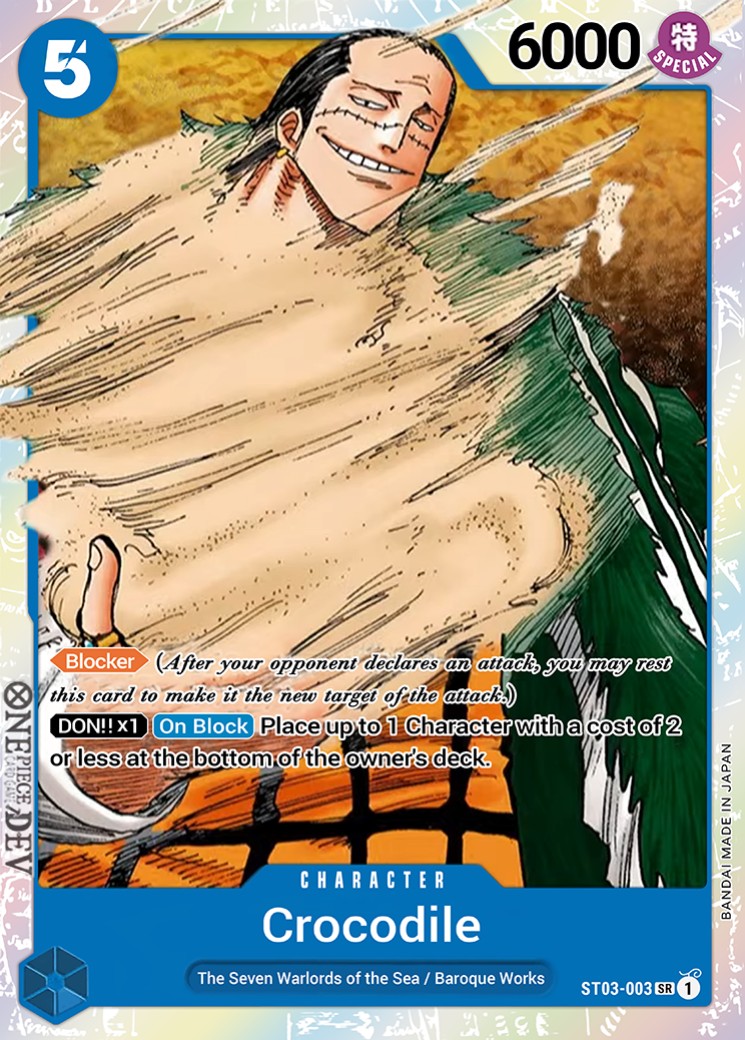 5
6000
特
SPECIAL
Blocker (After your opponent declares an attack, you may rest
this card to make it the new target of the attack.)
DON!! x1 On Block Place up to 1 Character with a cost of 2
or less at the bottom of the owner's deck.
ONE PIECE/DEV
CHARACTER
Crocodile
The Seven Warlords of the Sea / Baroque Works
ST03-003 SR 1
BANDAI MADE IN JAPAN